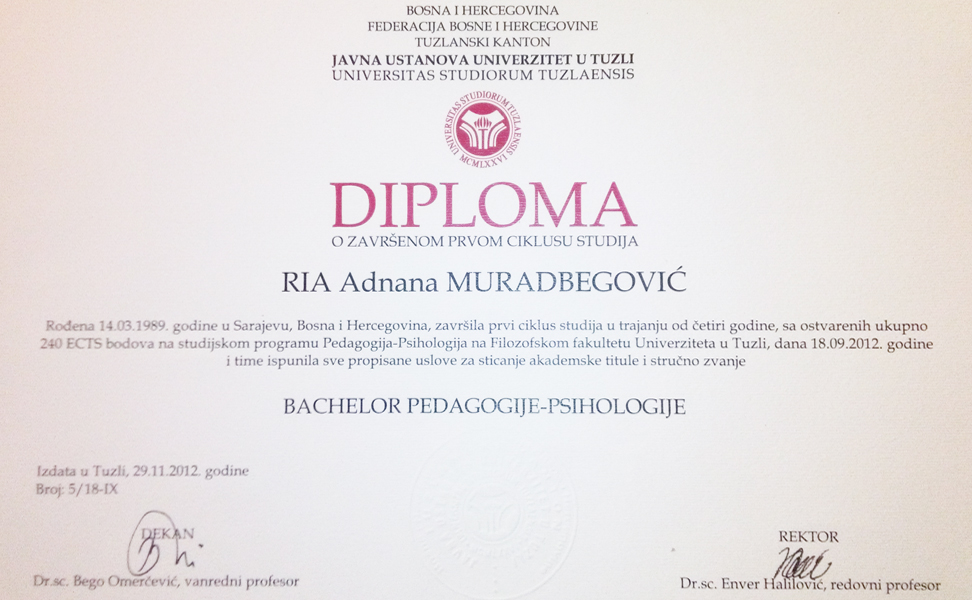 BOSNA I HERCEGOVINA
FEDERACIJA BOSNE I HERCEGOVINE
TUZLANSKI KANTON
JAVNA USTANOVA UNIVERZITET U TUZLI
UNIVERSITAS STUDIORUM TUZLAENSIS
UNIVERSITAS STUDIORUM TUZLAENSIS
MCMLXXVI
DIPLOMA
O ZAVRŠENOM PRVOM CIKLUSU STUDIJA
RIA Adnana MURADBEGOVIĆ
Rođena 14.03.1989. godine u Sarajevu, Bosna i Hercegovina, završila prvi ciklus studija u trajanju od četiri godine, sa ostvarenih ukupno
240 ECTS bodova na studijskom programu Pedagogija-Psihologija na Filozofskom fakultetu Univerziteta u Tuzli, dana 18.09.2012. godine
i time ispunila sve propisane uslove za sticanje akademske titule i stručno zvanje
BACHELOR PEDAGOGIJE-PSIHOLOGIJE
Izdata u Tuzli, 29.11.2012. godine
Broj: 5/18-IX
DEKAN
Dr.sc. Bego Omerčević, vanredni profesor
REKTOR
Dr.sc. Enver Halilović, redovni profesor